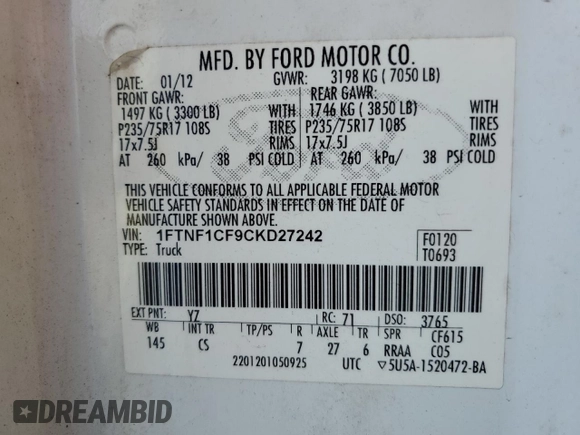 MFD. BY FORD MOTOR CO.
DATE: 01/12 GVWR: 3198 KG ( 7050 LB)
FRONT GAWR: REAR GAWR:
1497 KG ( 3300 LB) WITH 1746 KG ( 3850 LB) WITH
P235/75R17 108S TIRES P235/75R17 108S TIRES
17x7.5J RIMS 17x7.5J RIMS
AT 260 kPa/ 38 PSI COLD AT 260 kPa/ 38 PSI COLD
THIS VEHICLE CONFORMS TO ALL APPLICABLE FEDERAL MOTOR
VEHICLE SAFETY STANDARDS IN EFFECT ON THE DATE OF
MANUFACTURE SHOWN ABOVE.
VIN: 1FTNF1CF9CKD27242 F0120
TYPE: Truck T0693
EXT PNT: YZ RC: 71 DSO: 3765
WB INT TR TP/PS R AXLE TR SPR CF615
145 CS 7 27 6 RRAA C05
2201201050925 UTC ▽5U5A-1520472-BA
Ford
DREAMBID